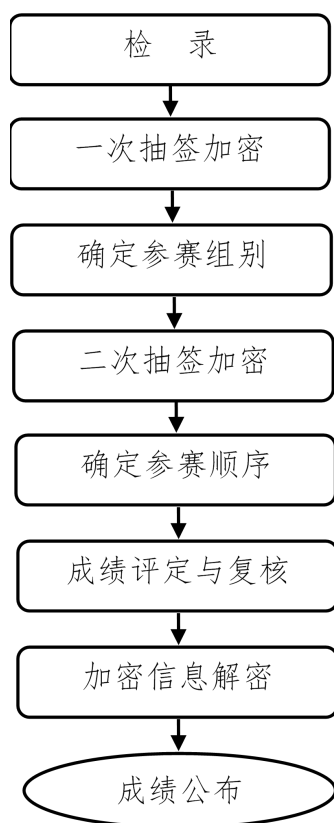 检 录
一次抽签加密
确定参赛组别
二次抽签加密
确定参赛顺序
成绩评定与复核
加密信息解密
成绩公布